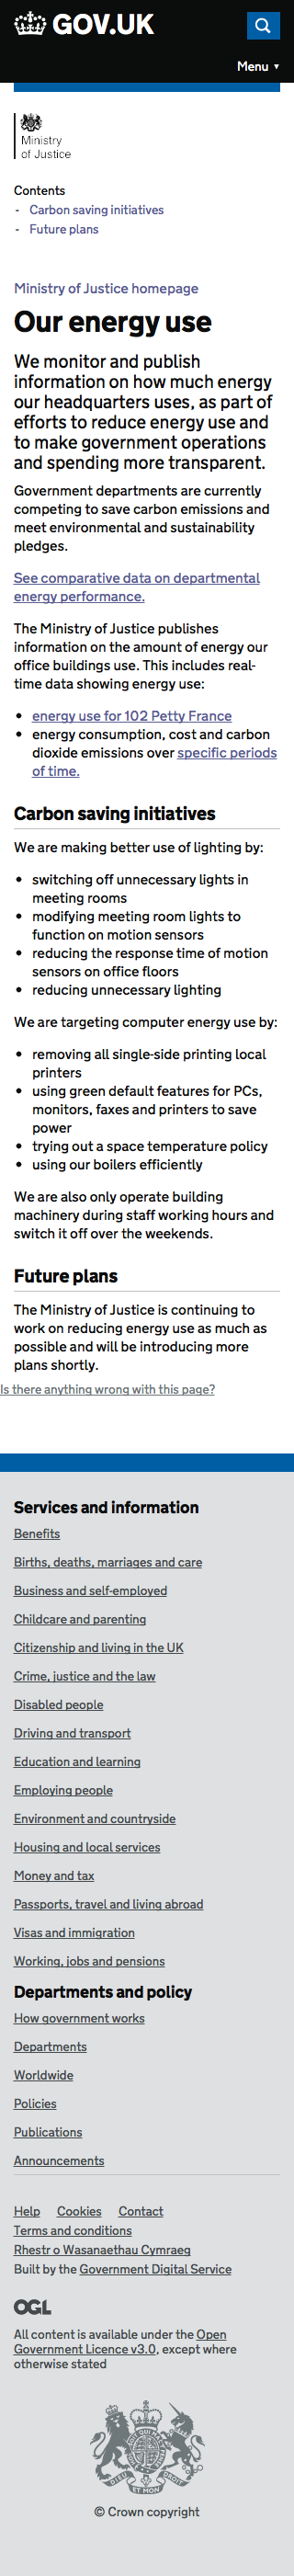 GOV.UK
Menu ▼
Ministry
of Justice
Contents
- Carbon saving initiatives
- Future plans
Ministry of Justice homepage
Our energy use
We monitor and publish
information on how much energy
our headquarters uses, as part of
efforts to reduce energy use and
to make government operations
and spending more transparent.
Government departments are currently
competing to save carbon emissions and
meet environmental and sustainability
pledges.
See comparative data on departmental
energy performance.
The Ministry of Justice publishes
information on the amount of energy our
office buildings use. This includes real-
time data showing energy use:
• energy use for 102 Petty France
• energy consumption, cost and carbon
dioxide emissions over specific periods
of time.
Carbon saving initiatives
We are making better use of lighting by:
• switching off unnecessary lights in
meeting rooms
• modifying meeting room lights to
function on motion sensors
• reducing the response time of motion
sensors on office floors
• reducing unnecessary lighting
We are targeting computer energy use by:
• removing all single-side printing local
printers
• using green default features for PCs,
monitors, faxes and printers to save
power
• trying out a space temperature policy
• using our boilers efficiently
We are also only operate building
machinery during staff working hours and
switch it off over the weekends.
Future plans
The Ministry of Justice is continuing to
work on reducing energy use as much as
possible and will be introducing more
plans shortly.
Is there anything wrong with this page?
Services and information
Benefits
Births, deaths, marriages and care
Business and self-employed
Childcare and parenting
Citizenship and living in the UK
Crime, justice and the law
Disabled people
Driving and transport
Education and learning
Employing people
Environment and countryside
Housing and local services
Money and tax
Passports, travel and living abroad
Visas and immigration
Working, jobs and pensions
Departments and policy
How government works
Departments
Worldwide
Policies
Publications
Announcements
Help Cookies Contact
Terms and conditions
Rhestr o Wasanaethau Cymraeg
Built by the Government Digital Service
OGL
All content is available under the Open
Government Licence v3.0, except where
otherwise stated
DIEU ET MON DROIT
© Crown copyright